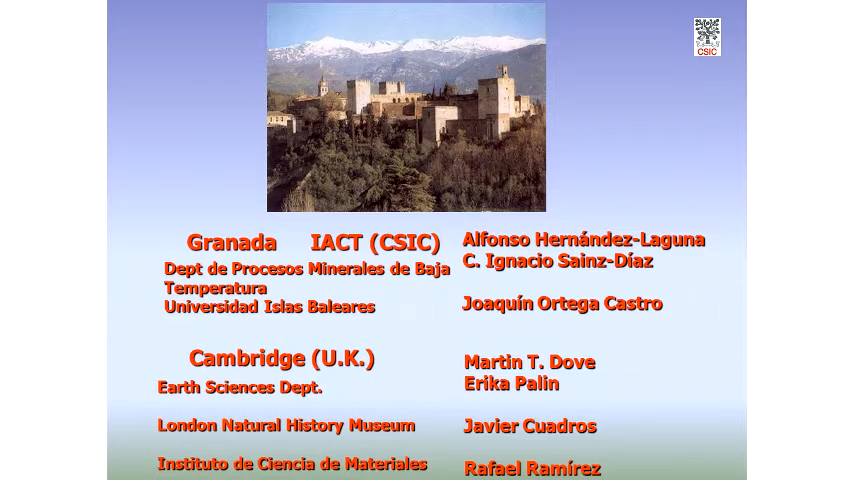 CSIC
Granada IACT (CSIC)
Alfonso Hernández-Laguna
Dept de Procesos Minerales de Baja
C. Ignacio Sainz-Díaz
Temperatura
Universidad Islas Baleares
Joaquín Ortega Castro
Cambridge (U.K.)
Martin T. Dove
Earth Sciences Dept.
Erika Palin
London Natural History Museum
Javier Cuadros
Instituto de Ciencia de Materiales
Rafael Ramírez